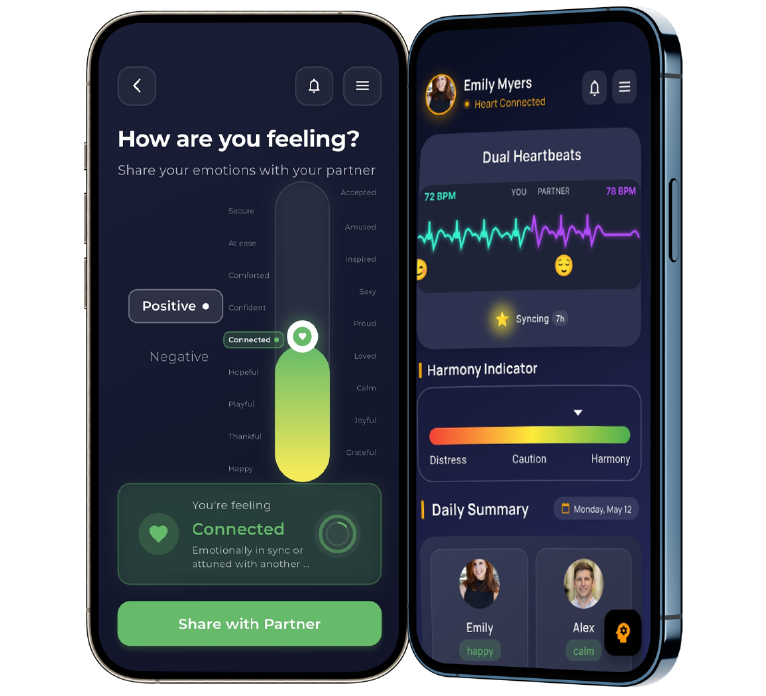 How are you feeling?
Share your emotions with your partner
Accepted
Secure
Amused
At ease
Inspired
Comforted
Sexy
Positive
Confident
Proud
Connected
Negative
Loved
Hopeful
Calm
Playful
Joyful
Thankful
Grateful
Happy
You're feeling
Connected
Emotionally in sync or
attuned with another ...
Share with Partner
Emily Myers
Heart Connected
Dual Heartbeats
72 BPM
YOU PARTNER
78 BPM
Syncing 7h
Harmony Indicator
Distress Caution Harmony
Daily Summary
Monday, May 12
Emily Alex
happy calm